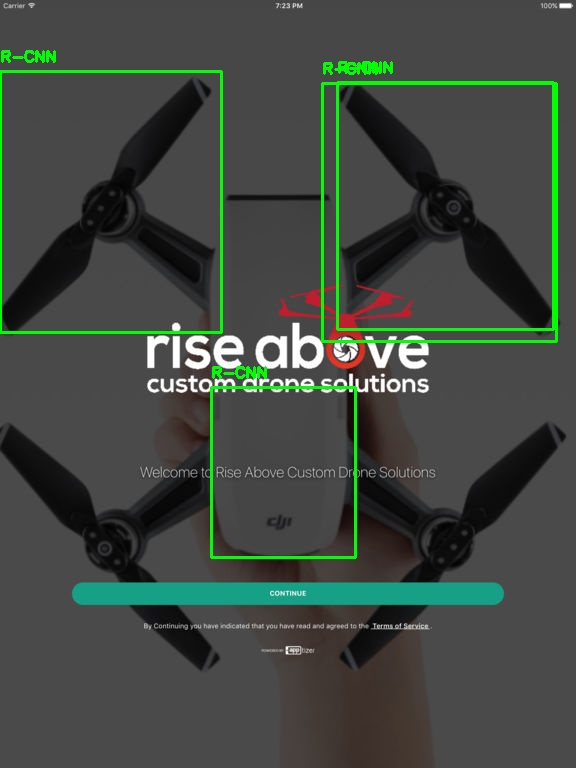 Carrier 7:23 PM 100%
R-CNN
R-CNN R-CNN
rise above
R-CNN
custom drone solutions
Welcome to Rise Above Custom Drone Solutions
dji
CONTINUE
By Continuing you have indicated that you have read and agreed to the Terms of Service .
POWERED BY apptizer